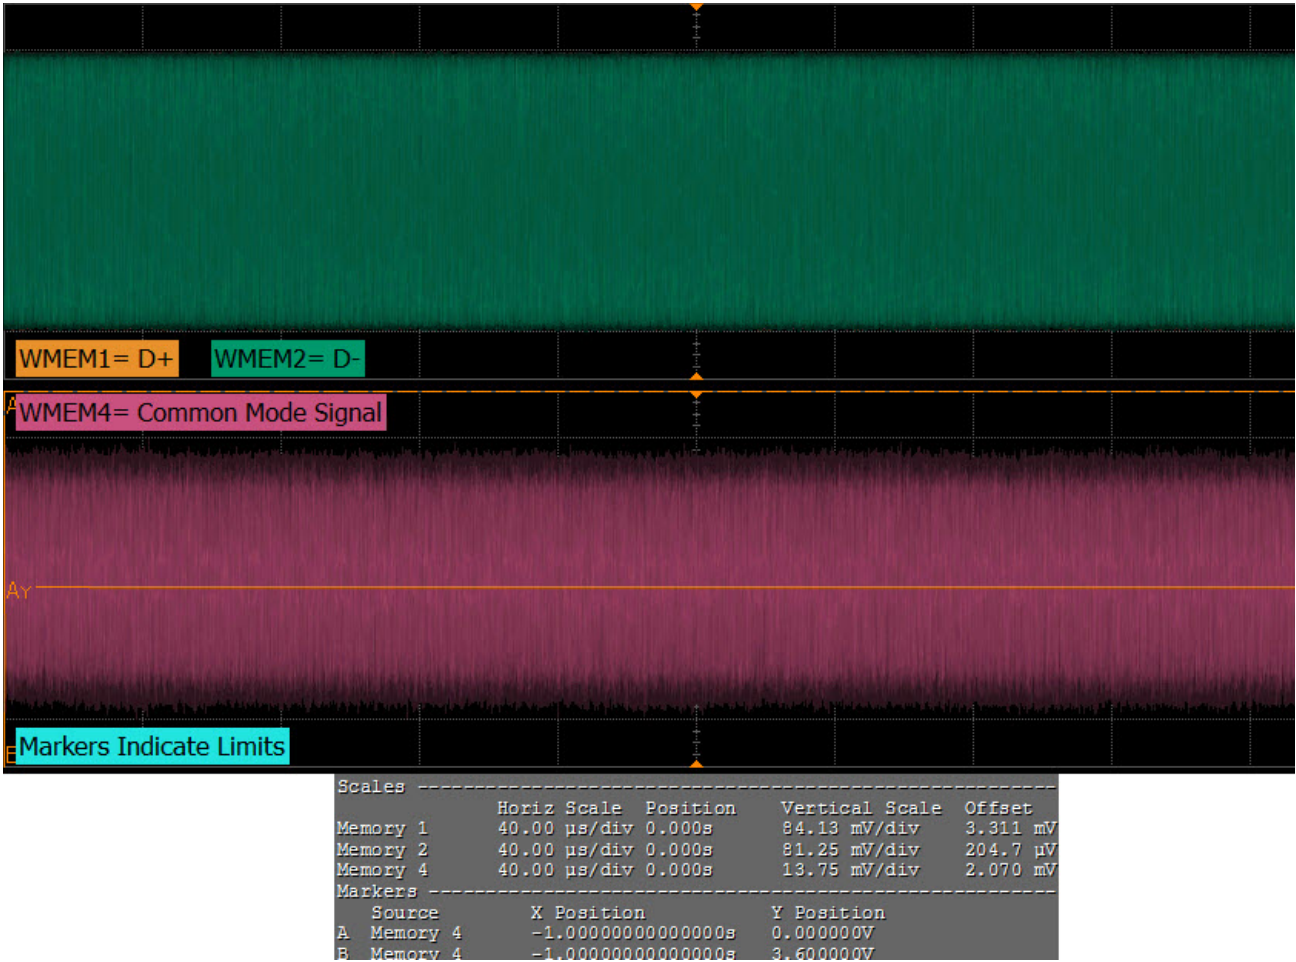 WMEM1= D+ WMEM2= D-
A WMEM4= Common Mode Signal
AY
Markers Indicate Limits
Scales
Horiz Scale Position Vertical Scale Offset
Memory 1 40.00 µs/div 0.000s 84.13 mV/div 3.311 mV
Memory 2 40.00 µs/div 0.000s 81.25 mV/div 204.7 µV
Memory 4 40.00 µs/div 0.000s 13.75 mV/div 2.070 mV
Markers
Source X Position Y Position
A Memory 4 -1.00000000000000s 0.000000V
B Memory 4 -1.00000000000000s 3.600000V